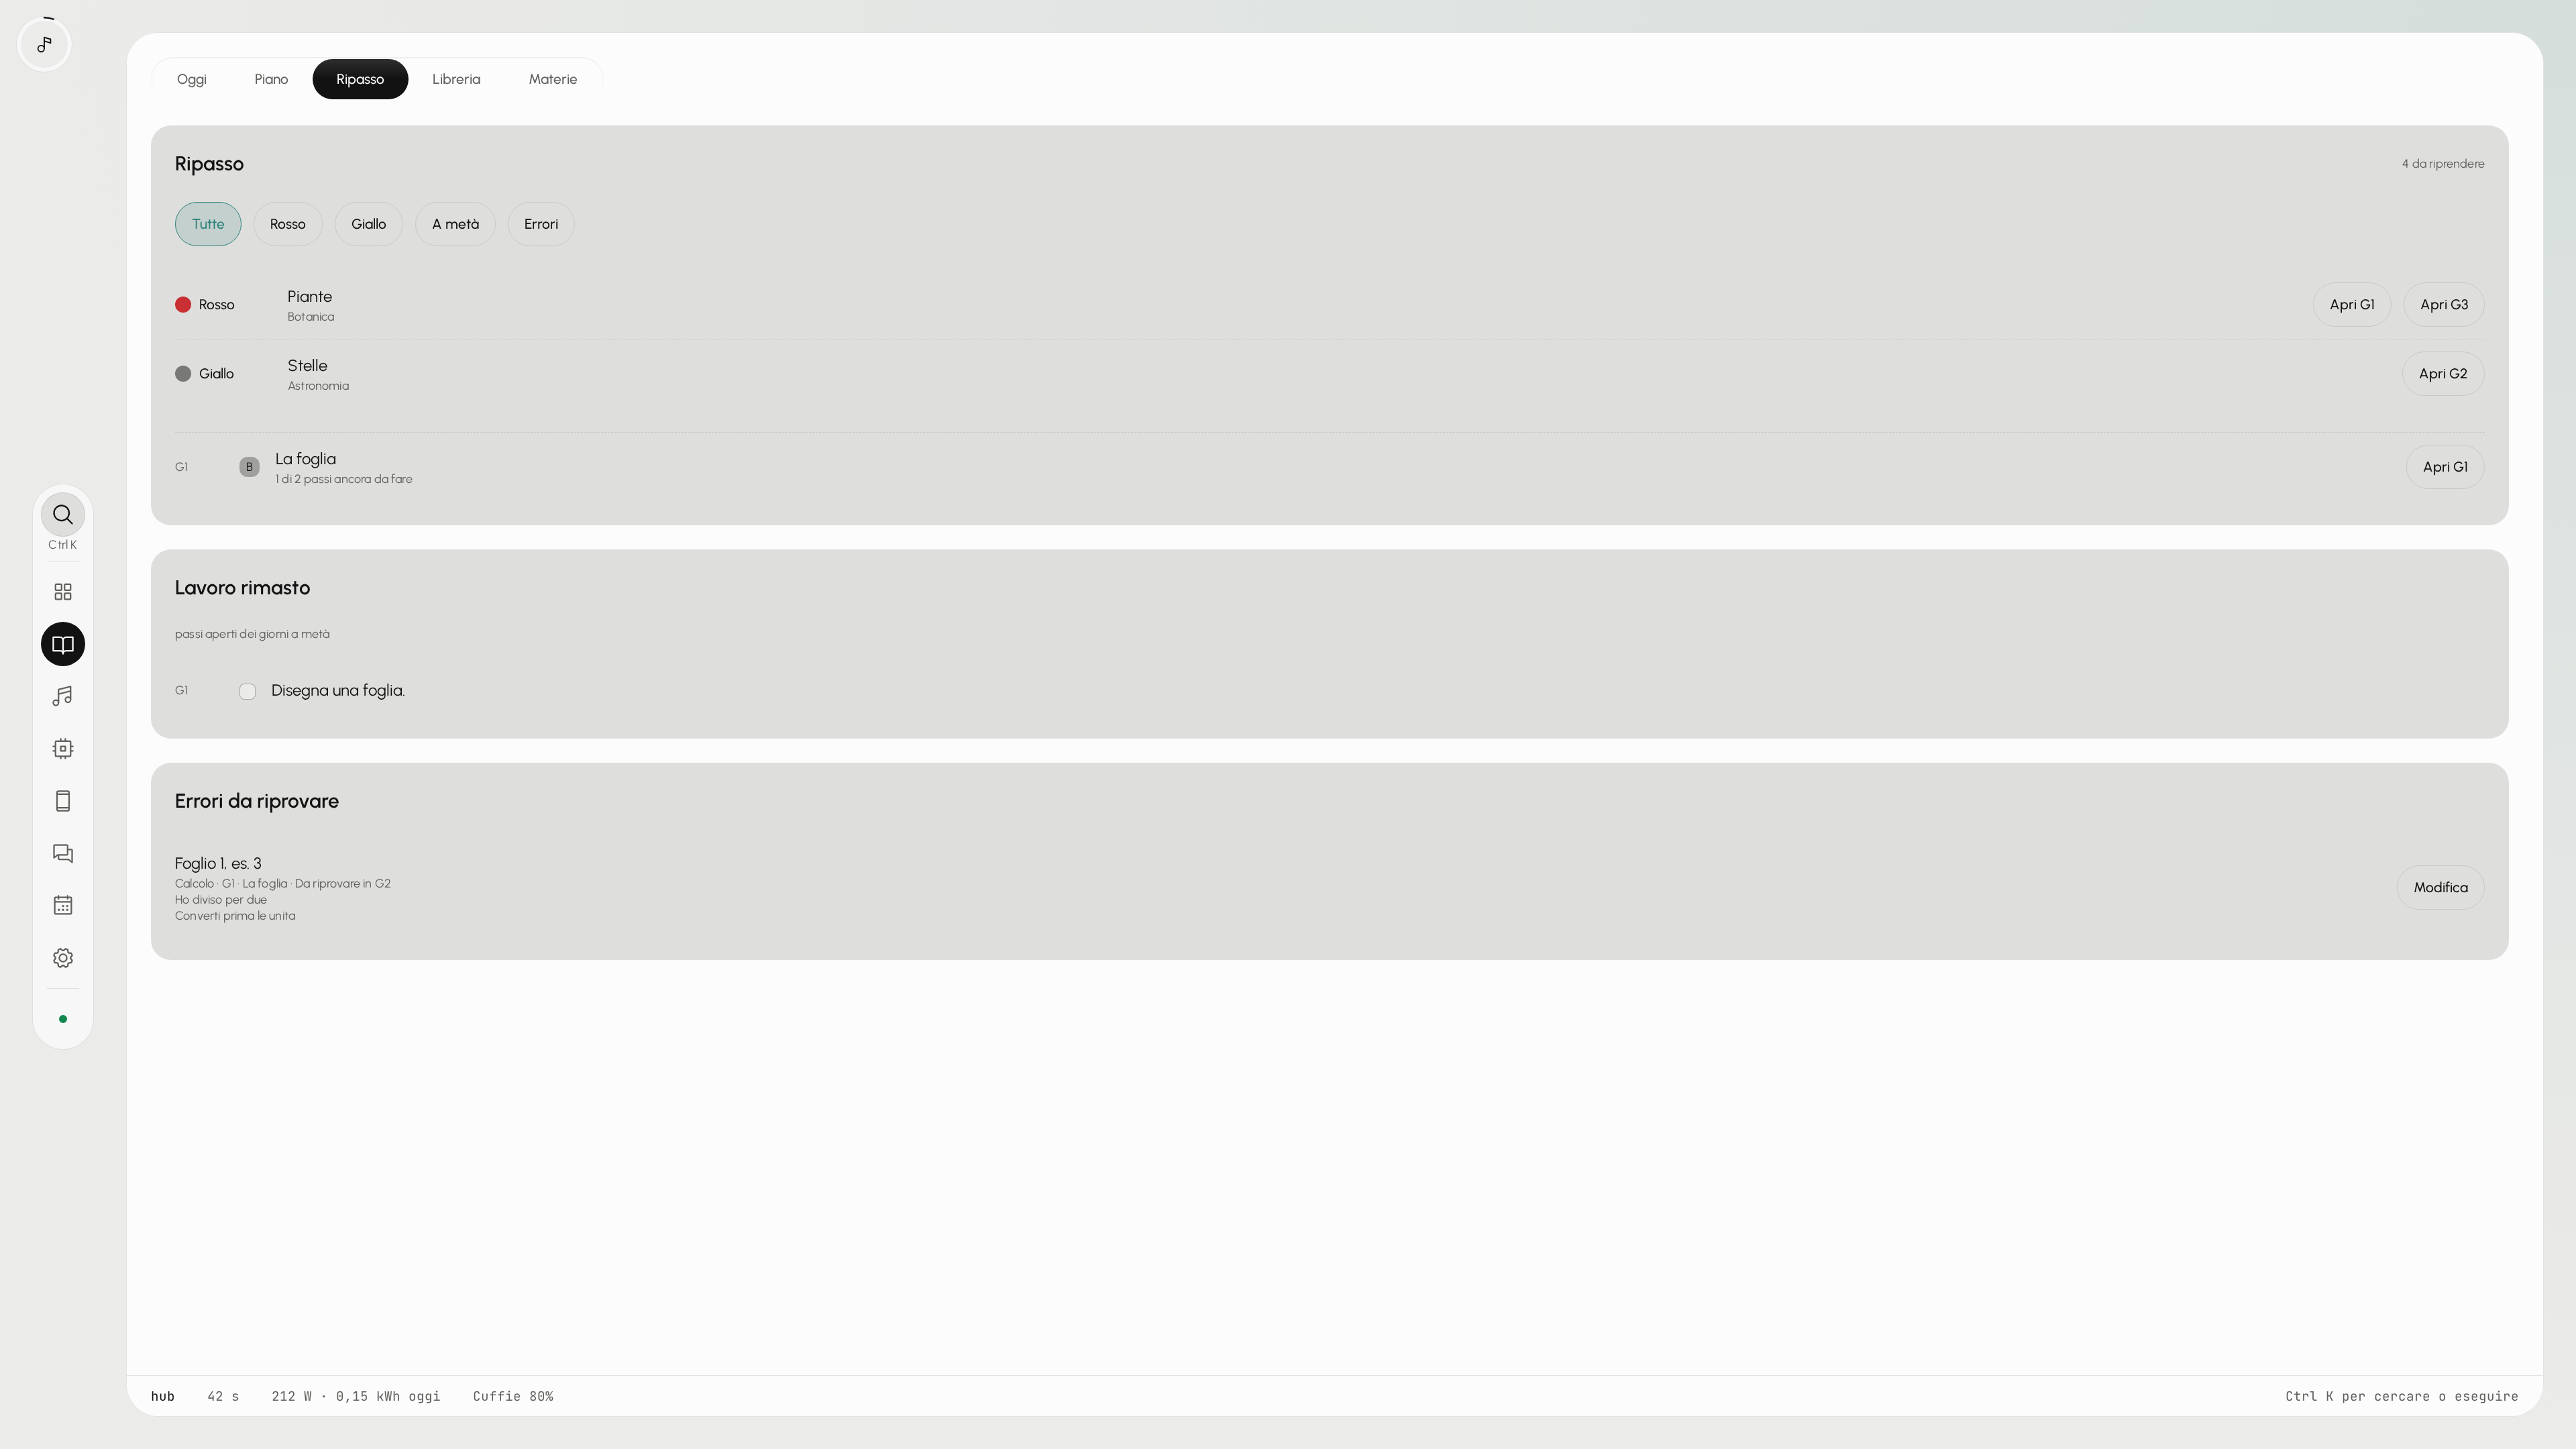 Oggi
Piano
Ripasso
Libreria
Materie
Ripasso
4 da riprendere
Tutte
Rosso
Giallo
A metà
Errori
Rosso
Piante
Botanica
Apri G1
Apri G3
Giallo
Stelle
Astronomia
Apri G2
G1
B
La foglia
1 di 2 passi ancora da fare
Apri G1
Ctrl K
Lavoro rimasto
passi aperti dei giorni a metà
G1
Disegna una foglia.
Errori da riprovare
Foglio 1, es. 3
Calcolo · G1 · La foglia · Da riprovare in G2
Ho diviso per due
Converti prima le unita
Modifica
hub
42 s
212 W · 0,15 kWh oggi
Cuffie 80%
Ctrl K per cercare o eseguire